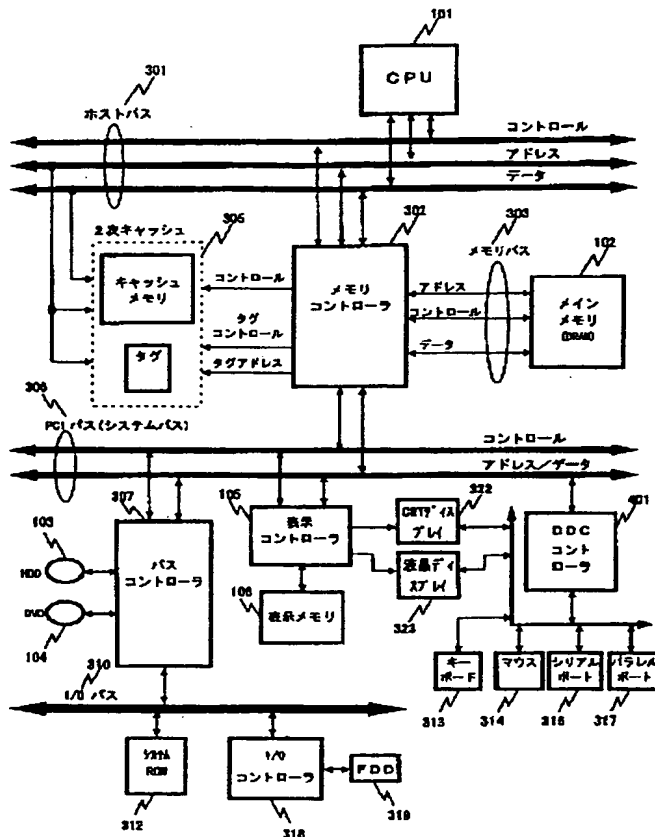 101
CPU
301
ホストバス
コントロール
アドレス
データ
2次キャッシュ
305
302
303
メモリバス
102
キャッシュ
メモリ
コントロール
メモリ
コントローラ
アドレス
コントロール
データ
メイン
メモリ
(DRAM)
タグ
コントロール
タグ
タグアドレス
306
PCIバス(システムバス)
コントロール
アドレス/データ
307
105
322
401
103
HDD
DVD
104
バス
コントローラ
表示
コントローラ
CRTディス
プレイ
液晶ディ
スプレイ
323
DDC
コント
ローラ
106
表示メモリ
310
I/Oバス
キー
ボード
マウス
シリアル
ポート
パラレル
ポート
313
314
316
317
システム
ROM
I/O
コントローラ
FDD
319
312
318